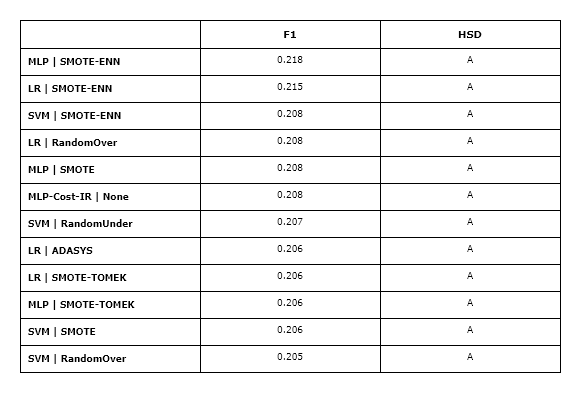 F1 HSD
MLP | SMOTE-ENN 0.218 A
LR | SMOTE-ENN 0.215 A
SVM | SMOTE-ENN 0.208 A
LR | RandomOver 0.208 A
MLP | SMOTE 0.208 A
MLP-Cost-IR | None 0.208 A
SVM | RandomUnder 0.207 A
LR | ADASYS 0.206 A
LR | SMOTE-TOMEK 0.206 A
MLP | SMOTE-TOMEK 0.206 A
SVM | SMOTE 0.206 A
SVM | RandomOver 0.205 A